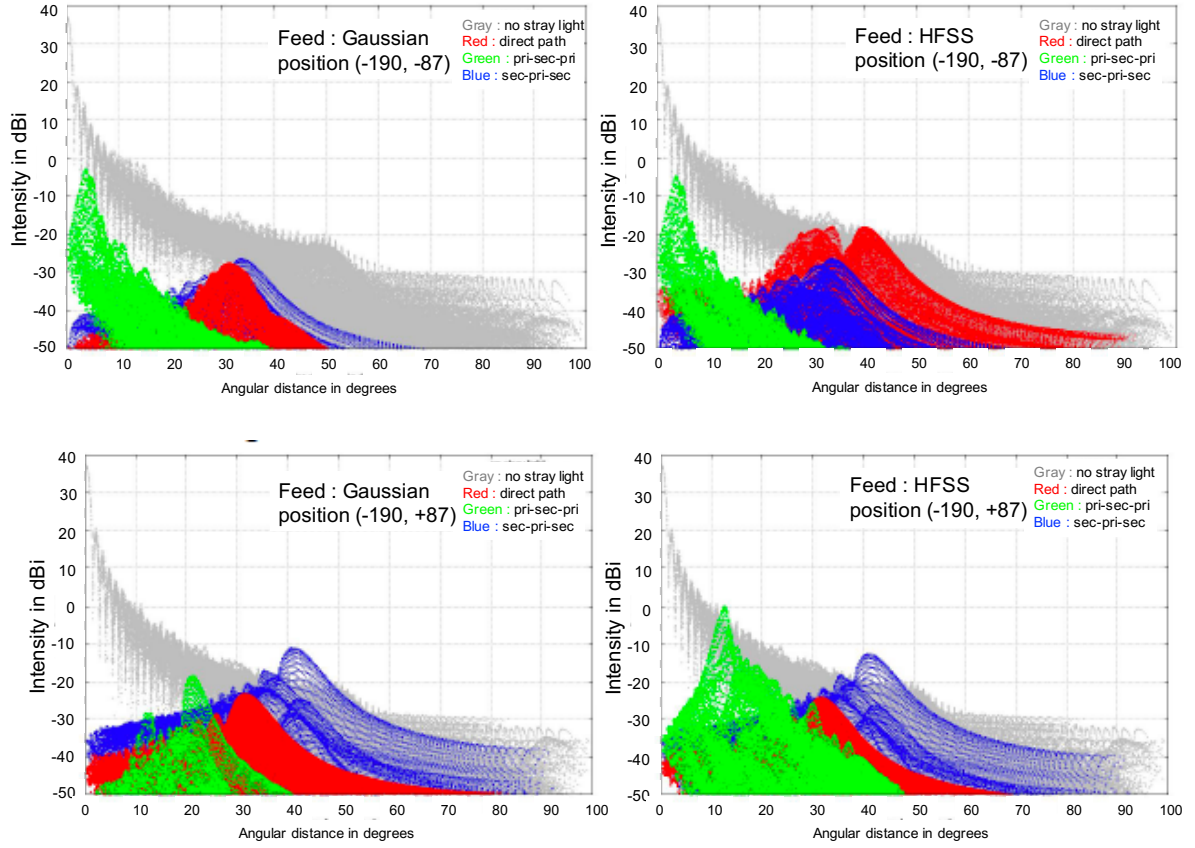 40
30
20
10
0
-10
-20
-30
-40
-50
Intensity in dBi
Feed : Gaussian
position (-190, -87)
Gray : no stray light
Red : direct path
Green : pri-sec-pri
Blue : sec-pri-sec
0 10 20 30 40 50 60 70 80 90 100
Angular distance in degrees
40
30
20
10
0
-10
-20
-30
-40
-50
Intensity in dBi
Feed : HFSS
position (-190, -87)
Gray : no stray light
Red : direct path
Green : pri-sec-pri
Blue : sec-pri-sec
0 10 20 30 40 50 60 70 80 90 100
Angular distance in degrees
40
30
20
10
0
-10
-20
-30
-40
-50
Intensity in dBi
Feed : Gaussian
position (-190, +87)
Gray : no stray light
Red : direct path
Green : pri-sec-pri
Blue : sec-pri-sec
0 10 20 30 40 50 60 70 80 90 100
Angular distance in degrees
40
30
20
10
0
-10
-20
-30
-40
-50
Intensity in dBi
Feed : HFSS
position (-190, +87)
Gray : no stray light
Red : direct path
Green : pri-sec-pri
Blue : sec-pri-sec
0 10 20 30 40 50 60 70 80 90 100
Angular distance in degrees